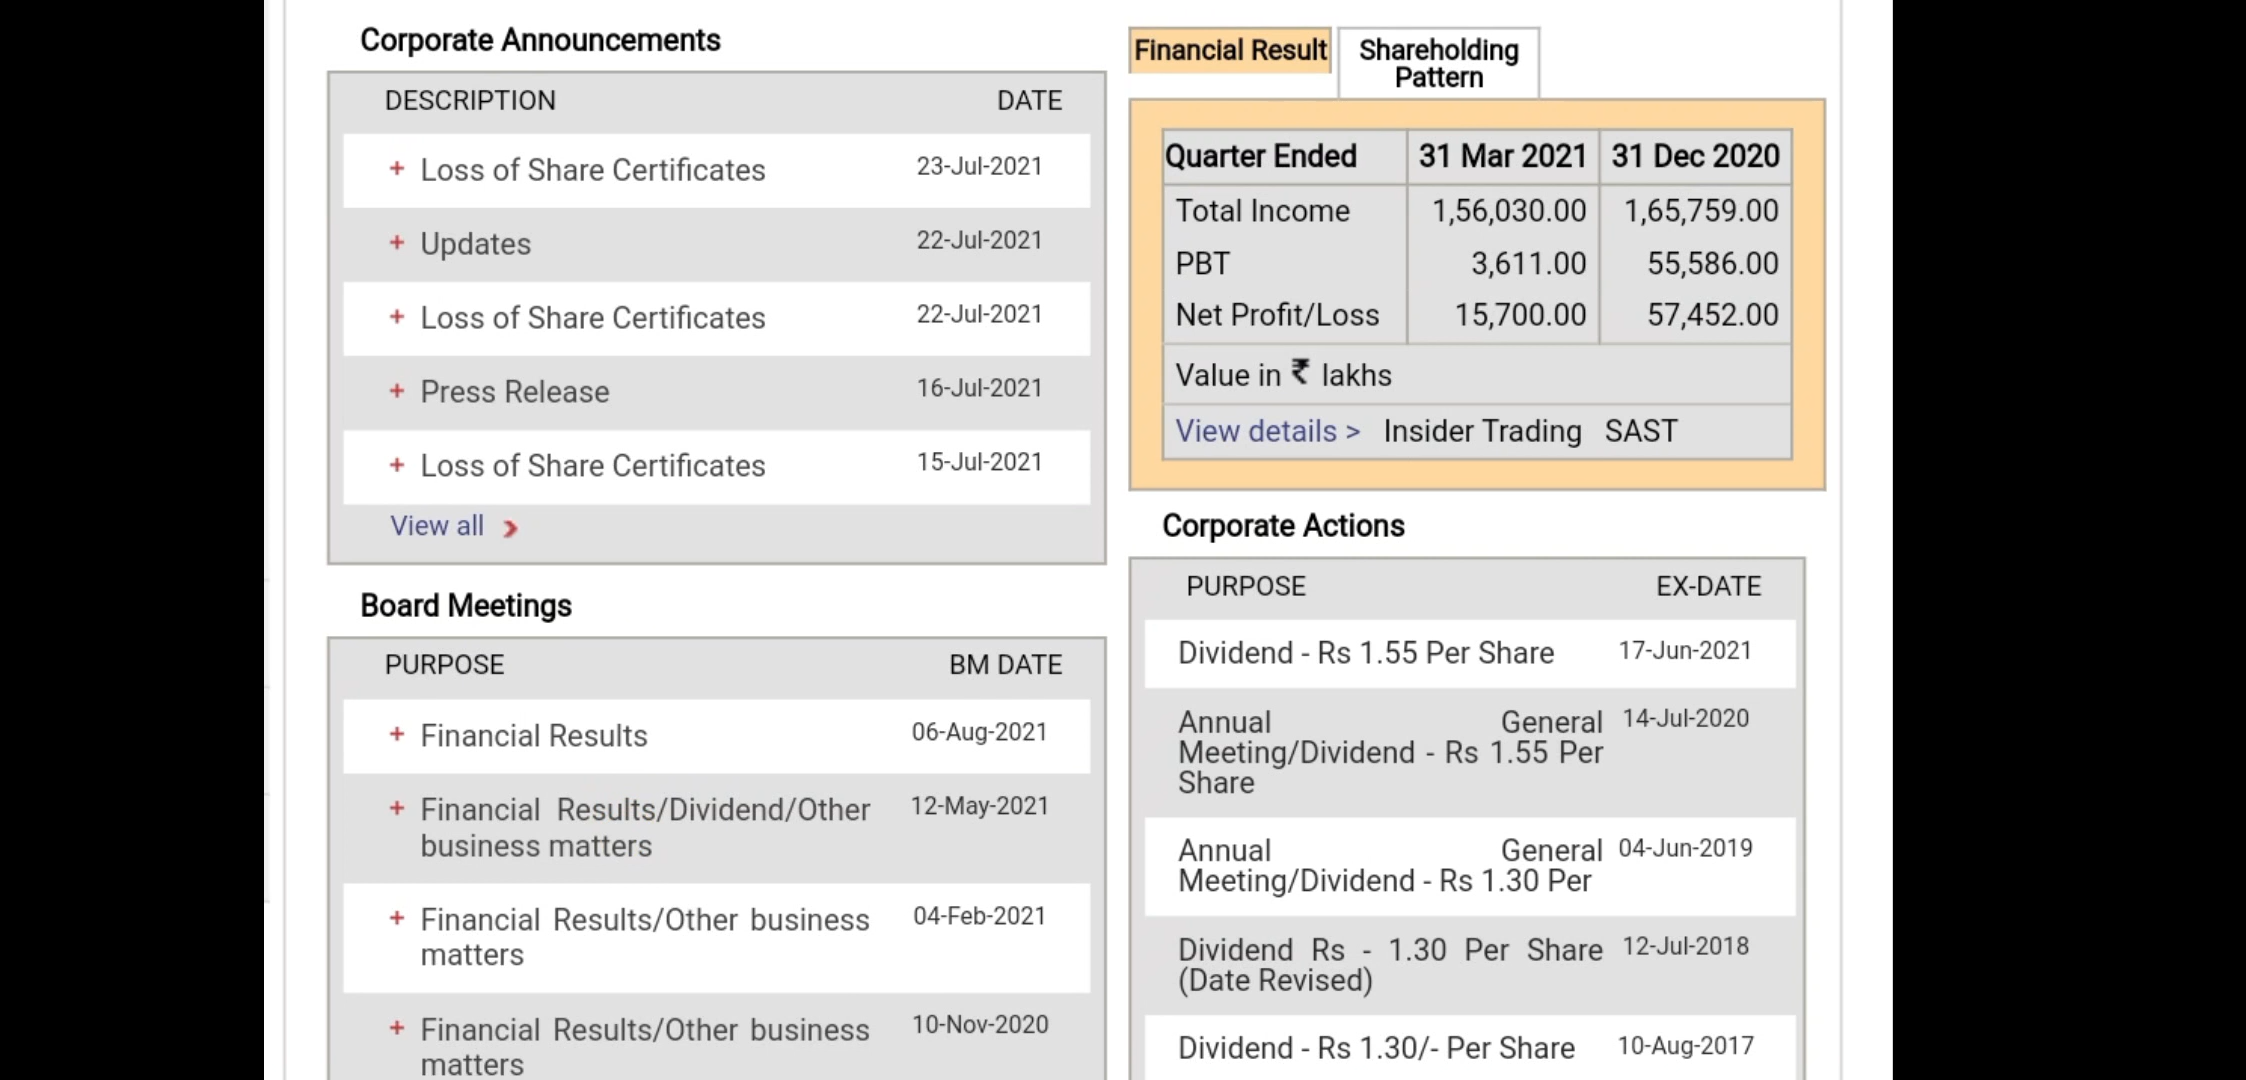 Corporate Announcements
DESCRIPTION DATE
+ Loss of Share Certificates 23-Jul-2021
+ Updates 22-Jul-2021
+ Loss of Share Certificates 22-Jul-2021
+ Press Release 16-Jul-2021
+ Loss of Share Certificates 15-Jul-2021
View all
Board Meetings
PURPOSE BM DATE
+ Financial Results 06-Aug-2021
+ Financial Results/Dividend/Other 12-May-2021
business matters
+ Financial Results/Other business 04-Feb-2021
matters
+ Financial Results/Other business 10-Nov-2020
matters
Financial Result
Shareholding
Pattern
Quarter Ended 31 Mar 2021 31 Dec 2020
Total Income 1,56,030.00 1,65,759.00
PBT 3,611.00 55,586.00
Net Profit/Loss 15,700.00 57,452.00
Value in ₹ lakhs
View details > Insider Trading SAST
Corporate Actions
PURPOSE EX-DATE
Dividend - Rs 1.55 Per Share 17-Jun-2021
Annual General 14-Jul-2020
Meeting/Dividend - Rs 1.55 Per
Share
Annual General 04-Jun-2019
Meeting/Dividend - Rs 1.30 Per
Dividend Rs - 1.30 Per Share 12-Jul-2018
(Date Revised)
Dividend - Rs 1.30/- Per Share 10-Aug-2017